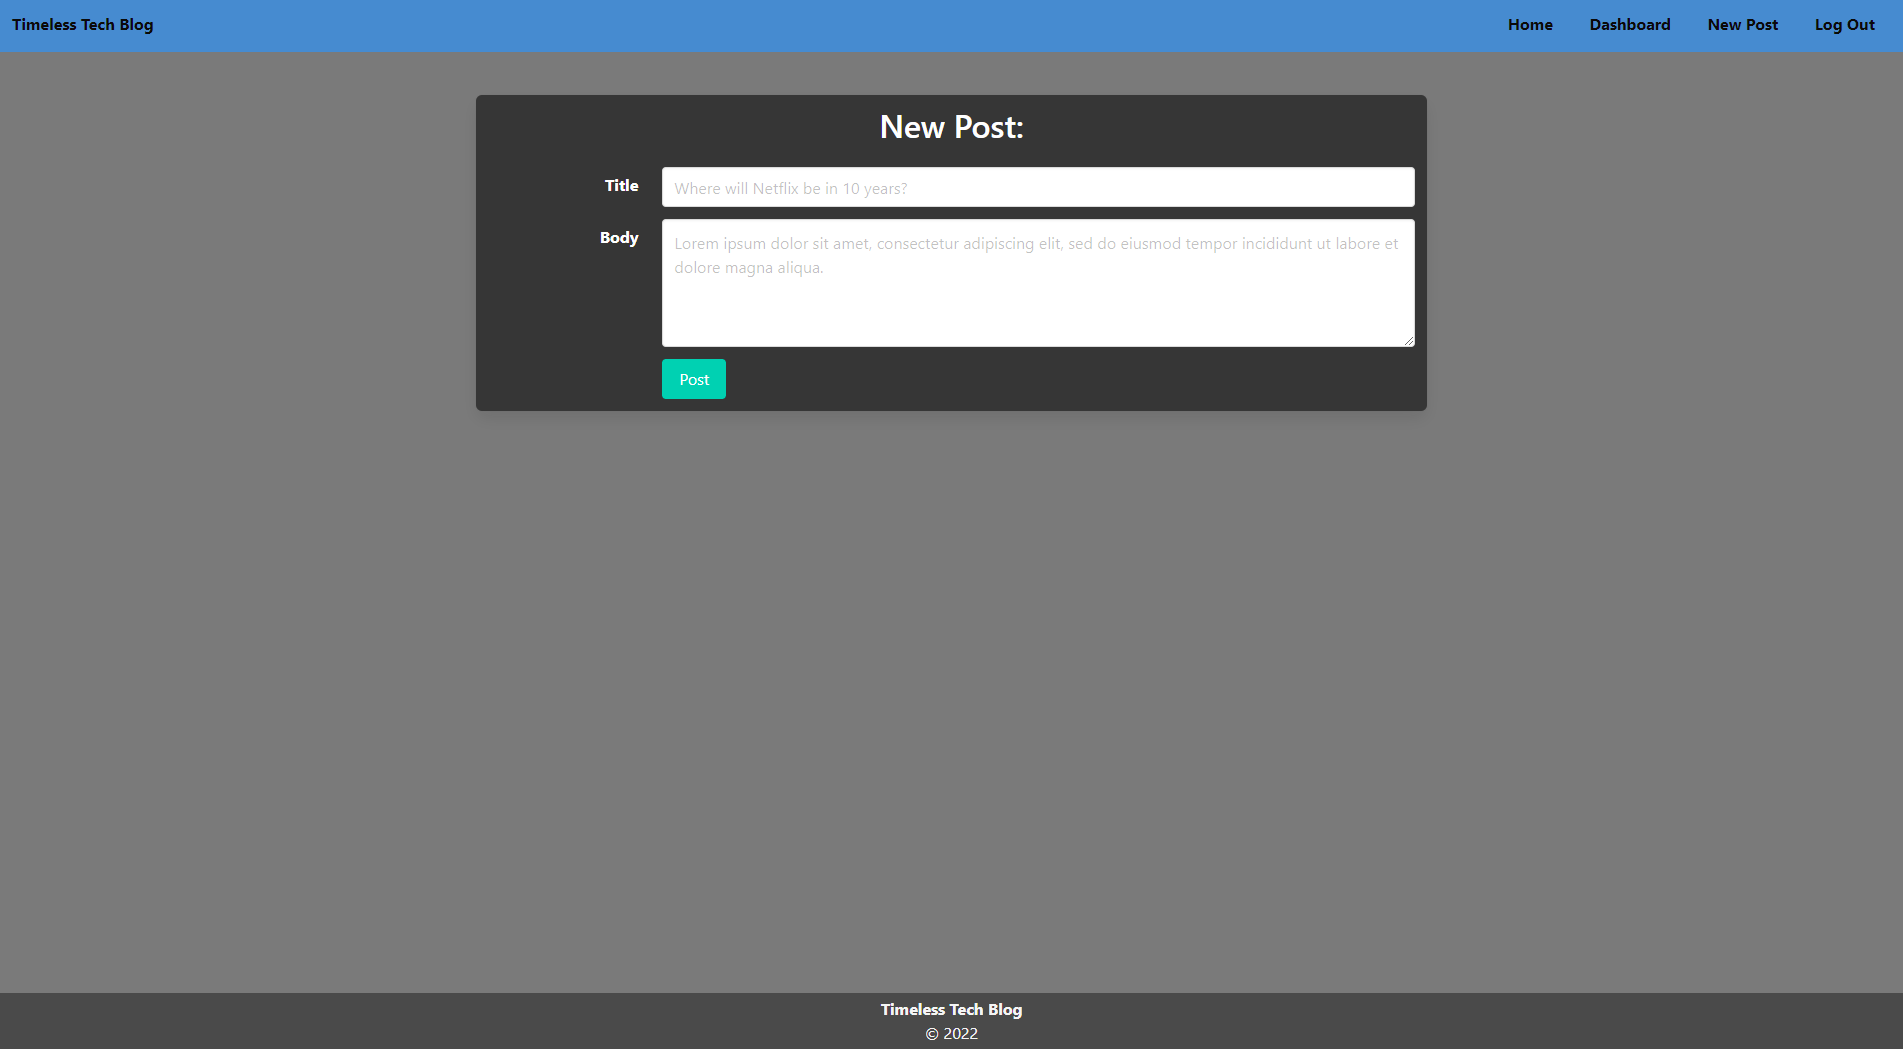 Timeless Tech Blog
Home
Dashboard
New Post
Log Out
New Post:
Title
Where will Netflix be in 10 years?
Body
Lorem ipsum dolor sit amet, consectetur adipiscing elit, sed do eiusmod tempor incididunt ut labore et
dolore magna aliqua.
Post
Timeless Tech Blog
© 2022